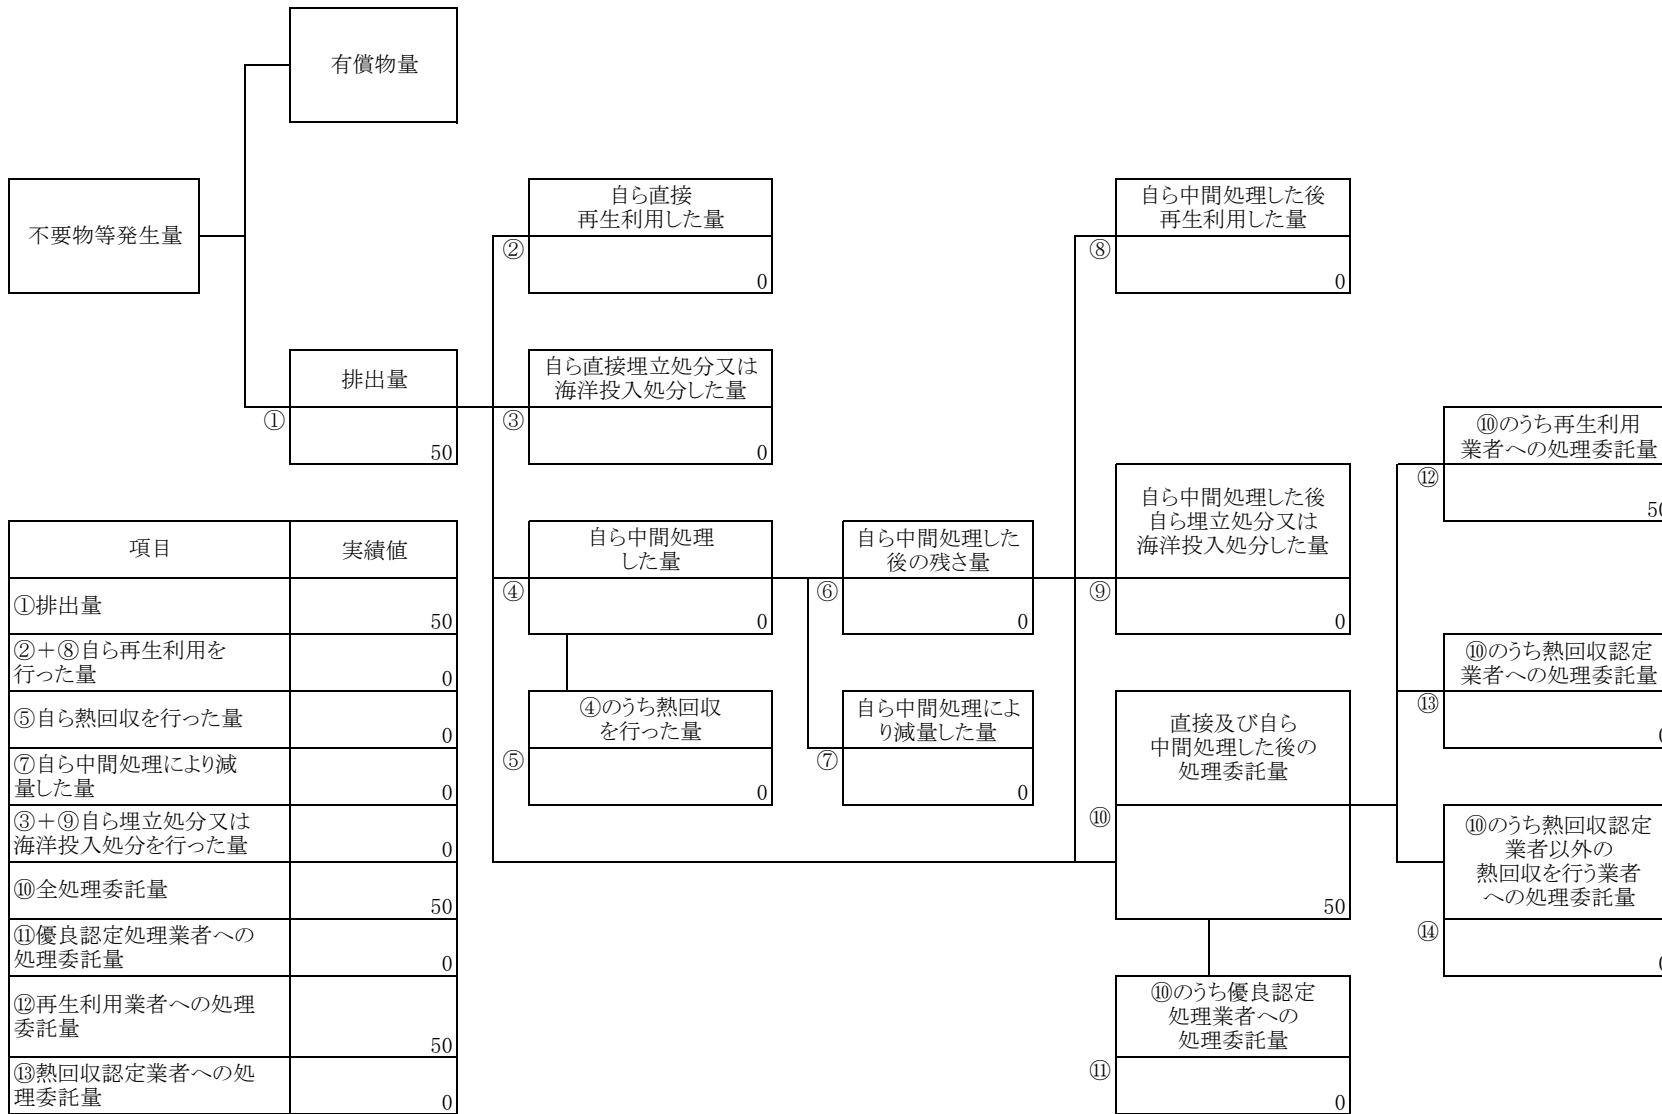 有償物量
不要物等発生量
自ら直接
再生利用した量
②
0
自ら中間処理した後
再生利用した量
⑧
0
排出量
①
50
自ら直接埋立処分又は
海洋投入処分した量
③
0
⑩のうち再生利用
業者への処理委託量
⑫
50
自ら中間処理した後
自ら埋立処分又は
海洋投入処分した量
⑨
0
自ら中間処理
した量
④
0
自ら中間処理した
後の残さ量
⑥
0
⑩のうち熱回収認定
業者への処理委託量
⑬
0
④のうち熱回収
を行った量
⑤
0
自ら中間処理によ
り減量した量
⑦
0
直接及び自ら
中間処理した後の
処理委託量
⑩
50
⑩のうち熱回収認定
業者以外の
熱回収を行う業者
への処理委託量
⑭
0
⑩のうち優良認定
処理業者への
処理委託量
⑪
0
項目 実績値
①排出量
50
②+⑧自ら再生利用を
行った量 0
⑤自ら熱回収を行った量
0
⑦自ら中間処理により減
量した量 0
③+⑨自ら埋立処分又は
海洋投入処分を行った量 0
⑩全処理委託量
50
⑪優良認定処理業者への
処理委託量 0
⑫再生利用業者への処理
委託量
50
⑬熱回収認定業者への処
理委託量 0